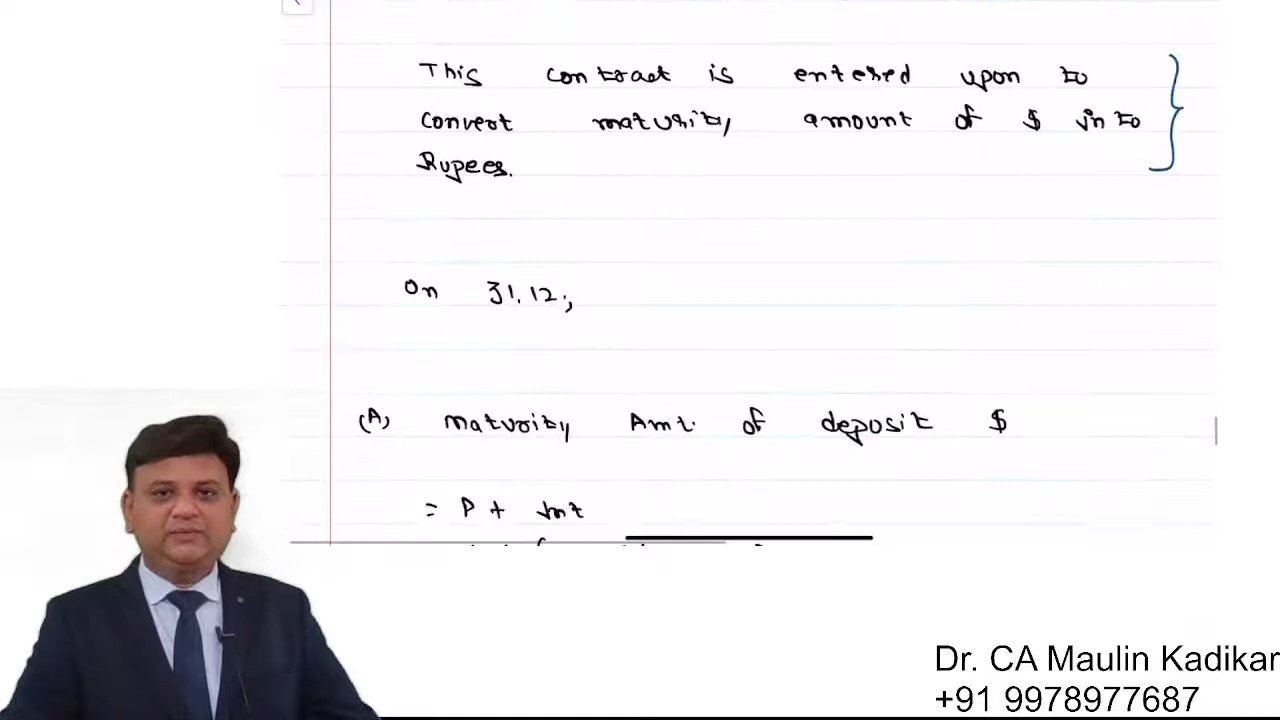 This contract is entered upon to
convert maturity amount of $ into
Rupees.
On 31.12,
(A) Maturity Amt. of deposit $
= P + Int
Dr. CA Maulin Kadikar
+91 9978977687